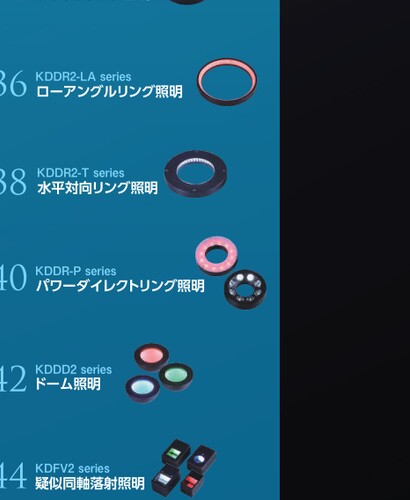 36
KDDR2-LA series
ローアングルリング照明
38
KDDR2-T series
水平対向リング照明
40
KDDR-P series
パワーダイレクトリング照明
42
KDDD2 series
ドーム照明
44
KDFV2 series
疑似同軸落射照明